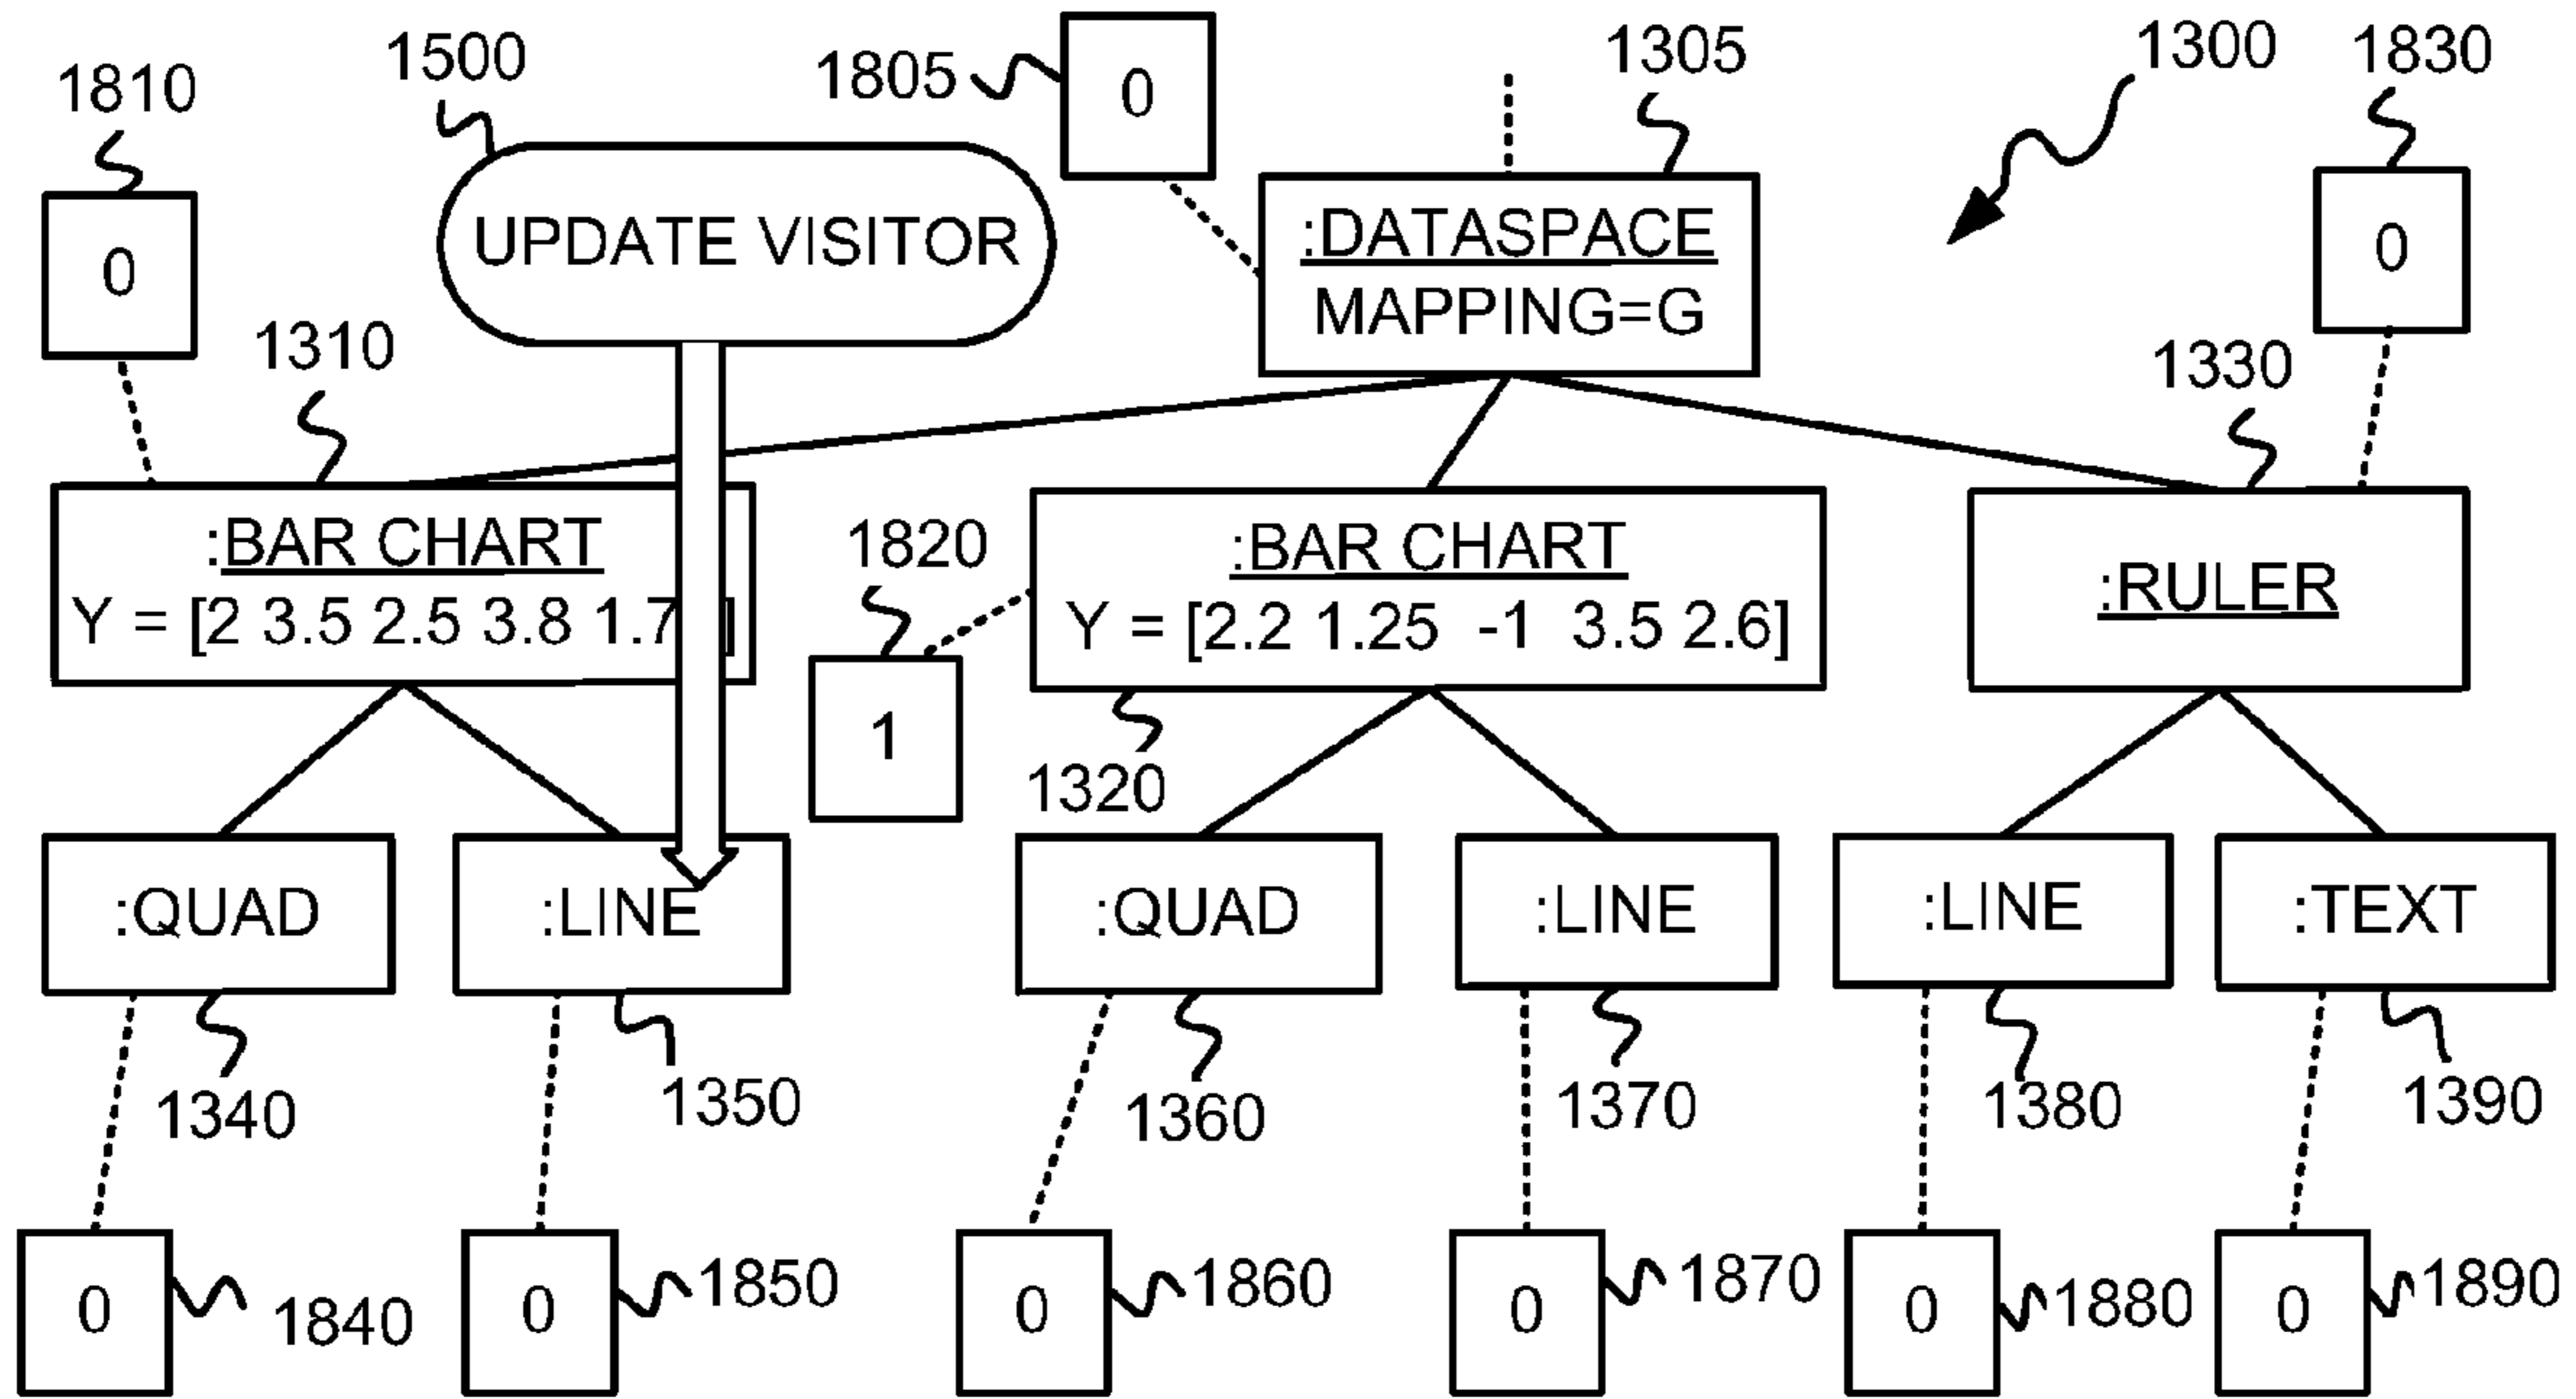 1500
1805
0
1305
1300
1830
1810
0
UPDATE VISITOR
:DATASPACE
MAPPING=G
0
1310
1330
:BAR CHART
Y = [2 3.5 2.5 3.8 1.7 ]
1820
:BAR CHART
Y = [2.2 1.25 -1 3.5 2.6]
:RULER
1
1320
:QUAD
:LINE
:QUAD
:LINE
:LINE
:TEXT
1340
1350
1360
1370
1380
1390
0
1840
0
1850
0
1860
0
1870
0
1880
0
1890